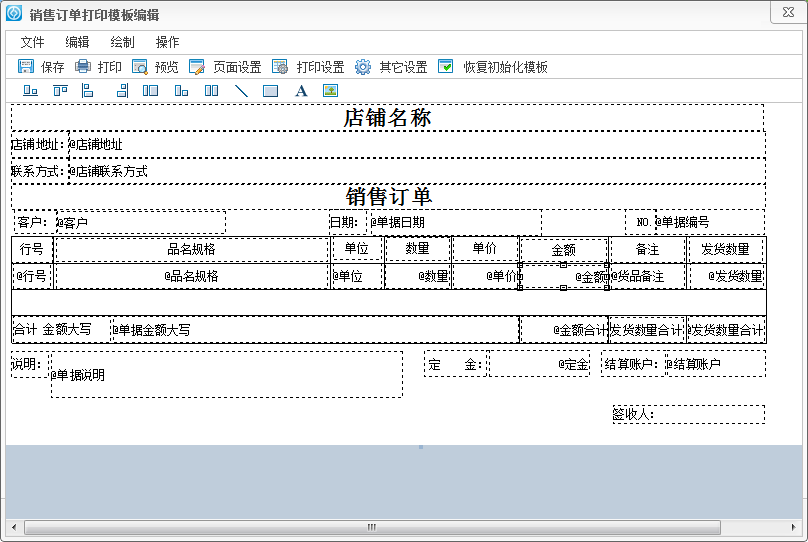 销售订单打印模板编辑
文件 编辑 绘制 操作
保存 打印 预览 页面设置 打印设置 其它设置 恢复初始化模板
A
店铺名称
店铺地址： @店铺地址
联系方式： @店铺联系方式
销售订单
客户： @客户 日期： @单据日期 NO. @单据编号
行号 品名规格 单位 数量 单价 金额 备注 发货数量
@行号 @品名规格 @单位 @数量 @单价 @金额 @货品备注 @发货数量
合计 金额大写 @单据金额大写 @金额合计 发货数量合计 @发货数量合计
说明： @单据说明 定 金： @定金 结算账户： @结算账户
签收人：